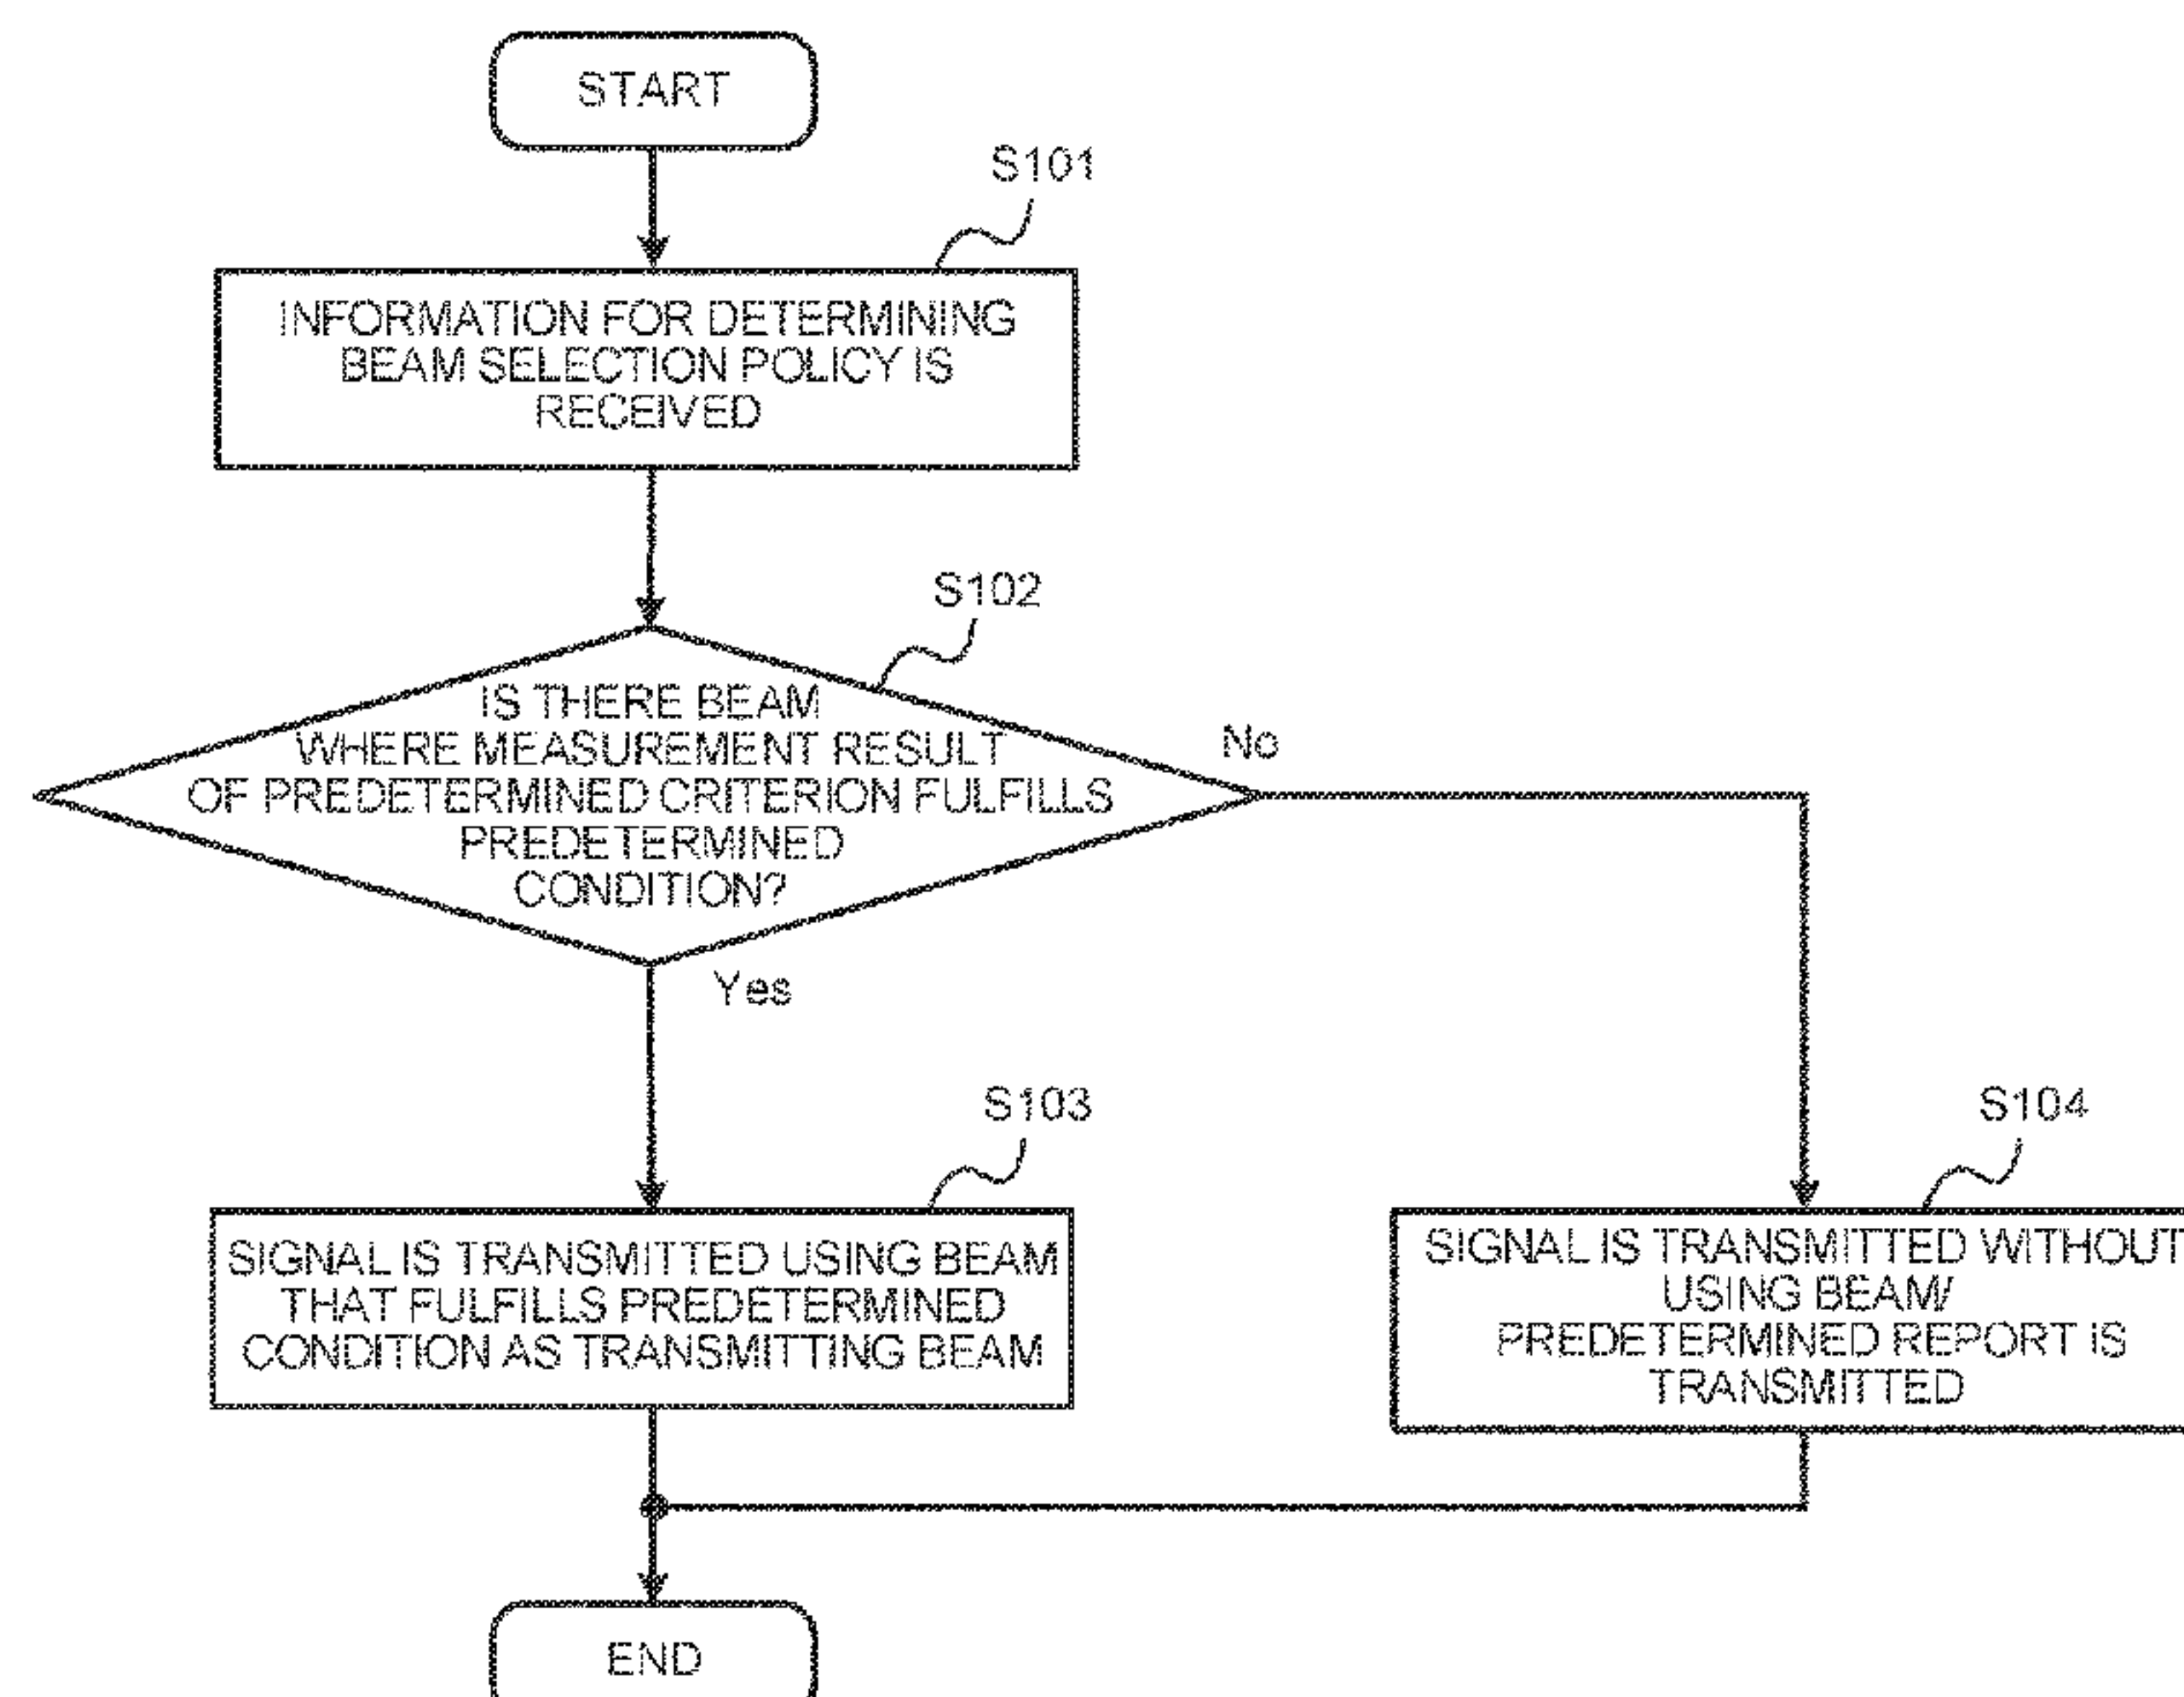 START
S101
INFORMATION FOR DETERMINING
BEAM SELECTION POLICY IS
RECEIVED
S102
IS THERE BEAM
WHERE MEASUREMENT RESULT
OF PREDETERMINED CRITERION FULFILLS
PREDETERMINED
CONDITION?
No
Yes
S103
SIGNAL IS TRANSMITTED USING BEAM
THAT FULFILLS PREDETERMINED
CONDITION AS TRANSMITTING BEAM
S104
SIGNAL IS TRANSMITTED WITHOUT
USING BEAM/
PREDETERMINED REPORT IS
TRANSMITTED
END